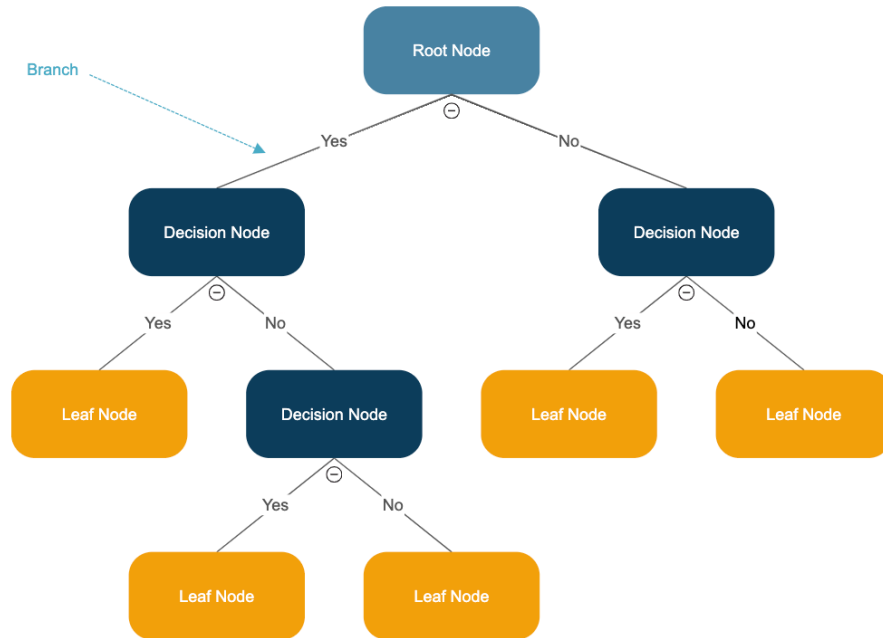 Root Node
Branch
Yes
No
Decision Node
Decision Node
Yes
No
Yes
No
Leaf Node
Decision Node
Leaf Node
Leaf Node
Yes
No
Leaf Node
Leaf Node